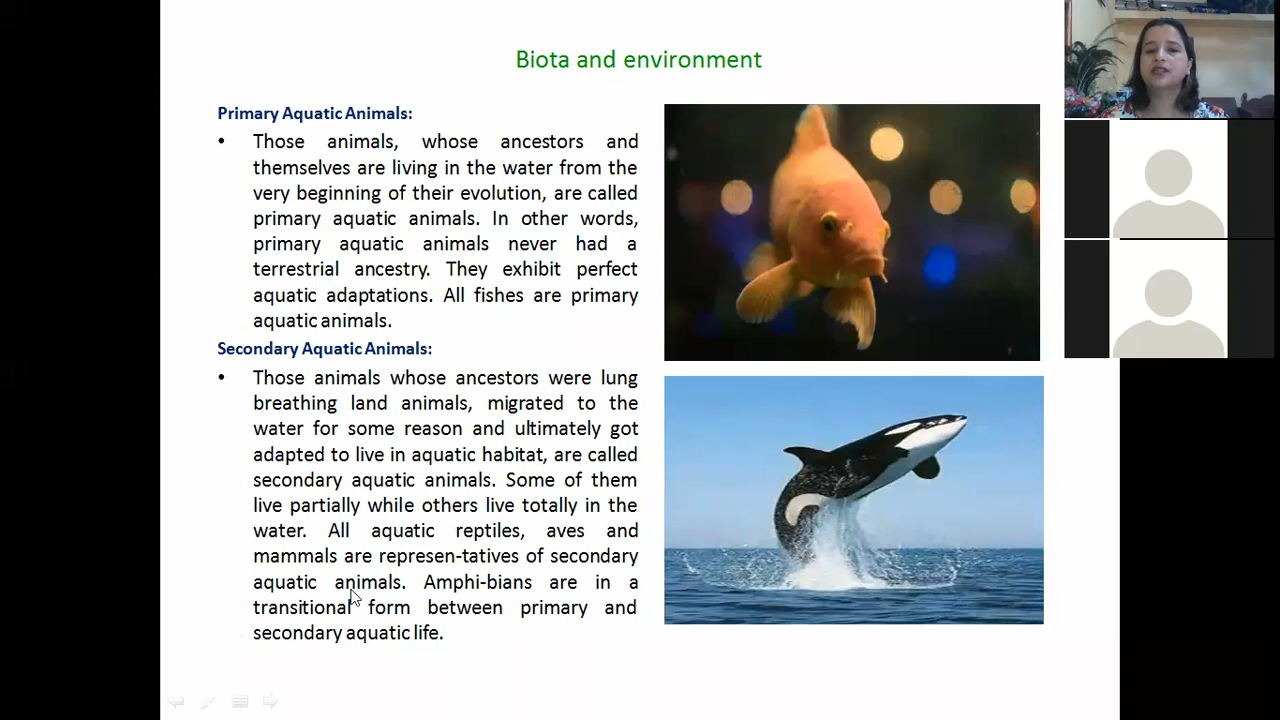 Biota and environment
Primary Aquatic Animals:
• Those animals, whose ancestors and
themselves are living in the water from the
very beginning of their evolution, are called
primary aquatic animals. In other words,
primary aquatic animals never had a
terrestrial ancestry. They exhibit perfect
aquatic adaptations. All fishes are primary
aquatic animals.
Secondary Aquatic Animals:
• Those animals whose ancestors were lung
breathing land animals, migrated to the
water for some reason and ultimately got
adapted to live in aquatic habitat, are called
secondary aquatic animals. Some of them
live partially while others live totally in the
water. All aquatic reptiles, aves and
mammals are represen-tatives of secondary
aquatic animals. Amphi-bians are in a
transitional form between primary and
secondary aquatic life.